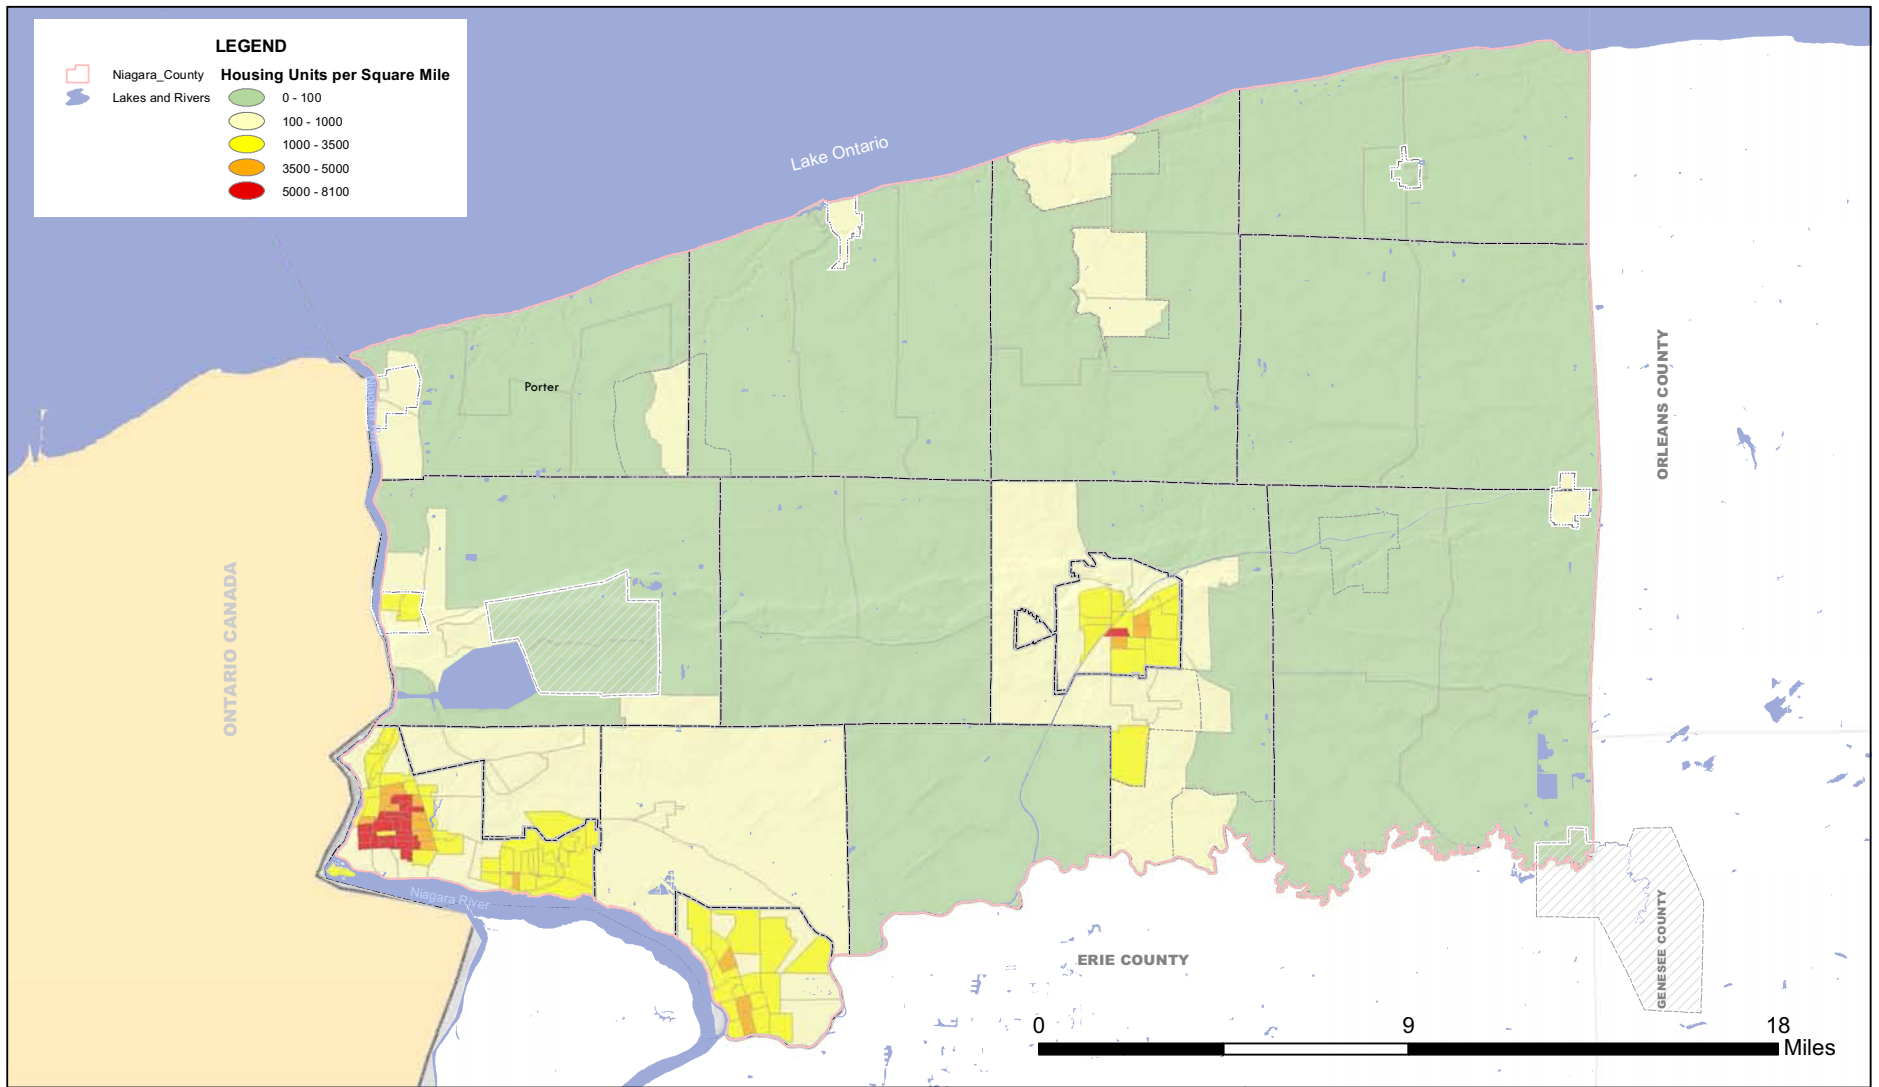 LEGEND
Niagara_County
Lakes and Rivers
Housing Units per Square Mile
0 - 100
100 - 1000
1000 - 3500
3500 - 5000
5000 - 8100
Lake Ontario
Porter
ONTARIO CANADA
ORLEANS COUNTY
Niagara River
ERIE COUNTY
GENESEE COUNTY
0
9
18
Miles